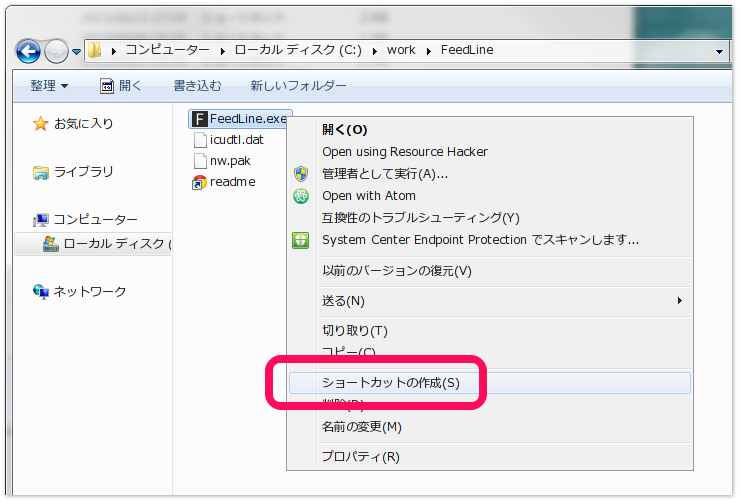 コンピューター ▸ ローカル ディスク (C:) ▸ work ▸ FeedLine
整理 開く 書き込む 新しいフォルダー
お気に入り
ライブラリ
コンピューター
ローカル ディスク (
ネットワーク
FeedLine.exe
icudtl.dat
nw.pak
readme
開く(O)
Open using Resource Hacker
管理者として実行(A)...
Open with Atom
互換性のトラブルシューティング(Y)
System Center Endpoint Protection でスキャンします...
以前のバージョンの復元(V)
送る(N)
切り取り(T)
コピー(C)
ショートカットの作成(S)
削除(D)
名前の変更(M)
プロパティ(R)